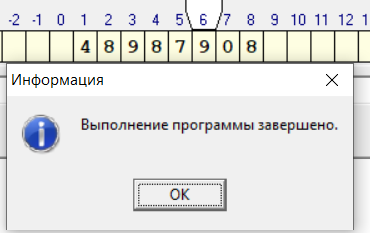 -2 -1 0 1 2 3 4 5 6 7 8 9 10 11 12
4 8 9 8 7 9 0 8
Информация
Выполнение программы завершено.
OK